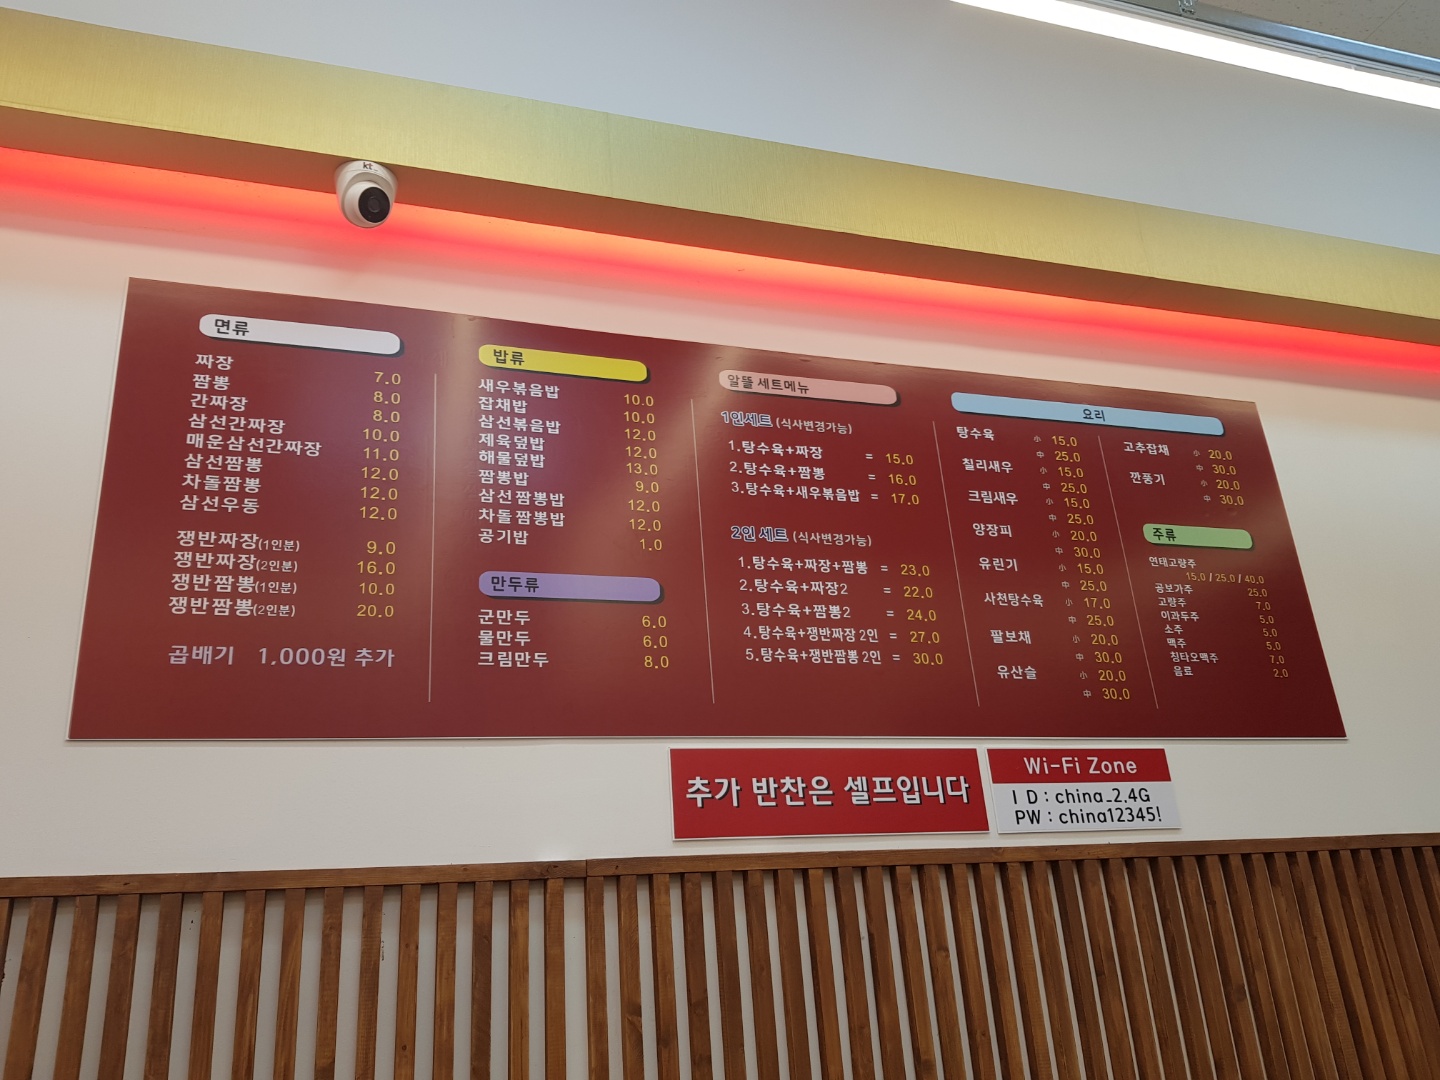 kt
면류
짜장 7.0
짬뽕 8.0
간짜장 8.0
삼선간짜장 10.0
매운삼선간짜장 11.0
삼선짬뽕 12.0
차돌짬뽕 12.0
삼선우동 12.0
쟁반짜장(1인분) 9.0
쟁반짜장(2인분) 16.0
쟁반짬뽕(1인분) 10.0
쟁반짬뽕(2인분) 20.0
곱배기 1,000원 추가
밥류
새우볶음밥 10.0
잡채밥 10.0
삼선볶음밥 12.0
제육덮밥 12.0
해물덮밥 13.0
짬뽕밥 9.0
삼선짬뽕밥 12.0
차돌짬뽕밥 12.0
공기밥 1.0
만두류
군만두 6.0
물만두 6.0
크림만두 8.0
알뜰 세트메뉴
1인세트 (식사변경가능)
1.탕수육+짜장 = 15.0
2.탕수육+짬뽕 = 16.0
3.탕수육+새우볶음밥 = 17.0
2인 세트 (식사변경가능)
1.탕수육+짜장+짬뽕 = 23.0
2.탕수육+짜장2 = 22.0
3.탕수육+짬뽕2 = 24.0
4.탕수육+쟁반짜장 2인 = 27.0
5.탕수육+쟁반짬뽕 2인 = 30.0
요리
탕수육 小 15.0
中 25.0
칠리새우 小 15.0
中 25.0
크림새우 小 15.0
中 25.0
양장피 小 20.0
中 30.0
유린기 小 15.0
中 25.0
사천탕수육 小 17.0
中 25.0
팔보채 小 20.0
中 30.0
유산슬 小 20.0
中 30.0
고추잡채 小 20.0
中 30.0
깐풍기 小 20.0
中 30.0
주류
연태고량주
15.0 / 25.0 / 40.0
공보가주 25.0
고량주 7.0
이과두주 5.0
소주 5.0
맥주 5.0
칭타오맥주 7.0
음료 2.0
추가 반찬은 셀프입니다
Wi-Fi Zone
I D : china_2.4G
PW : china12345!